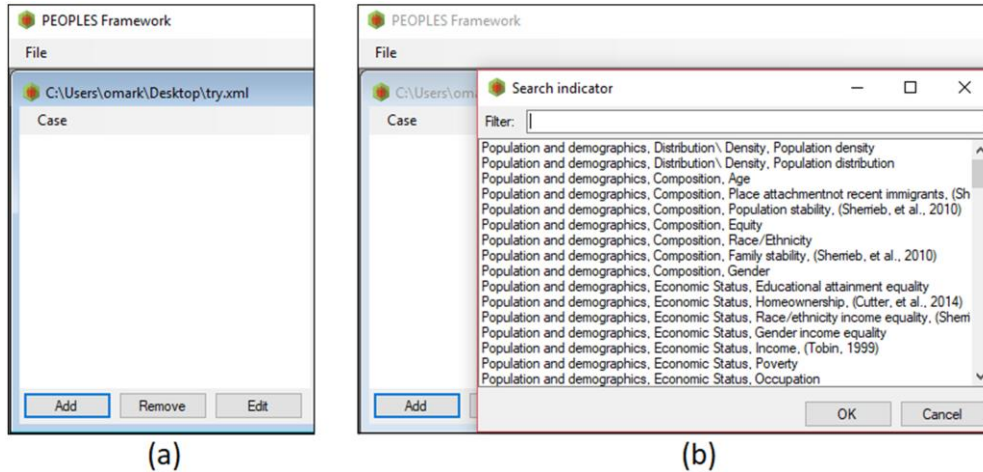 PEOPLES Framework
File
C:\Users\omark\Desktop\try.xml
Case
Add Remove Edit
(a)
PEOPLES Framework
File
C:\Users\om
Case
Add
Search indicator
Filter:
Population and demographics, Distribution\ Density, Population density
Population and demographics, Distribution\ Density, Population distribution
Population and demographics, Composition, Age
Population and demographics, Composition, Place attachmentnot recent immigrants, (Sh
Population and demographics, Composition, Population stability, (Sherrieb, et al., 2010)
Population and demographics, Composition, Equity
Population and demographics, Composition, Race/Ethnicity
Population and demographics, Composition, Family stability, (Sherrieb, et al., 2010)
Population and demographics, Composition, Gender
Population and demographics, Economic Status, Educational attainment equality
Population and demographics, Economic Status, Homeownership, (Cutter, et al., 2014)
Population and demographics, Economic Status, Race/ethnicity income equality, (Sherri
Population and demographics, Economic Status, Gender income equality
Population and demographics, Economic Status, Income, (Tobin, 1999)
Population and demographics, Economic Status, Poverty
Population and demographics, Economic Status, Occupation
OK Cancel
(b)